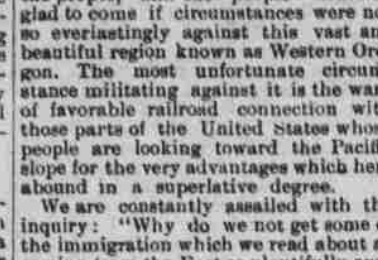 glad to come if circumstances were no
so everlastingly against this vast an
beautiful region known as Western Ore
gon. The most unfortunate circum
stance militating against it is the wan
of favorable railroad connection with
those parts of the United States whos
people are looking toward the Pacifi
slope for the very advantages which her
abound in a superlative degree.
We are constantly assailed with th
inquiry: "Why do we not get some o
the immigration which we read about a